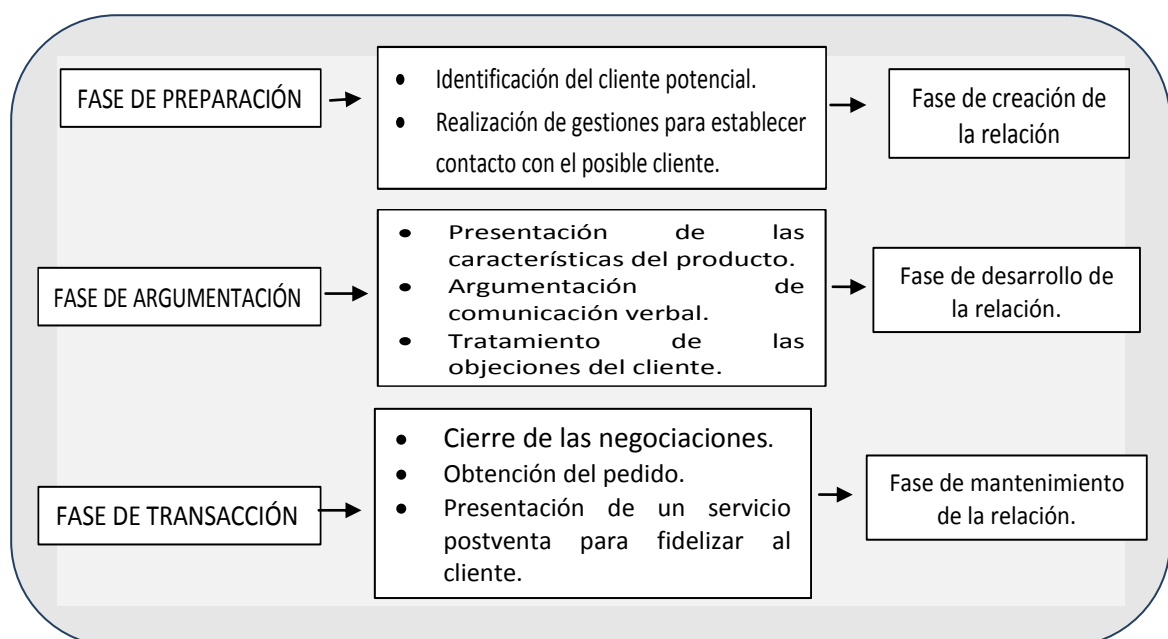 FASE DE PREPARACIÓN
• Identificación del cliente potencial.
• Realización de gestiones para establecer
contacto con el posible cliente.
Fase de creación de
la relación
FASE DE ARGUMENTACIÓN
• Presentación de las
características del producto.
• Argumentación de
comunicación verbal.
• Tratamiento de las
objeciones del cliente.
Fase de desarrollo de
la relación.
FASE DE TRANSACCIÓN
• Cierre de las negociaciones.
• Obtención del pedido.
• Presentación de un servicio
postventa para fidelizar al
cliente.
Fase de mantenimiento
de la relación.